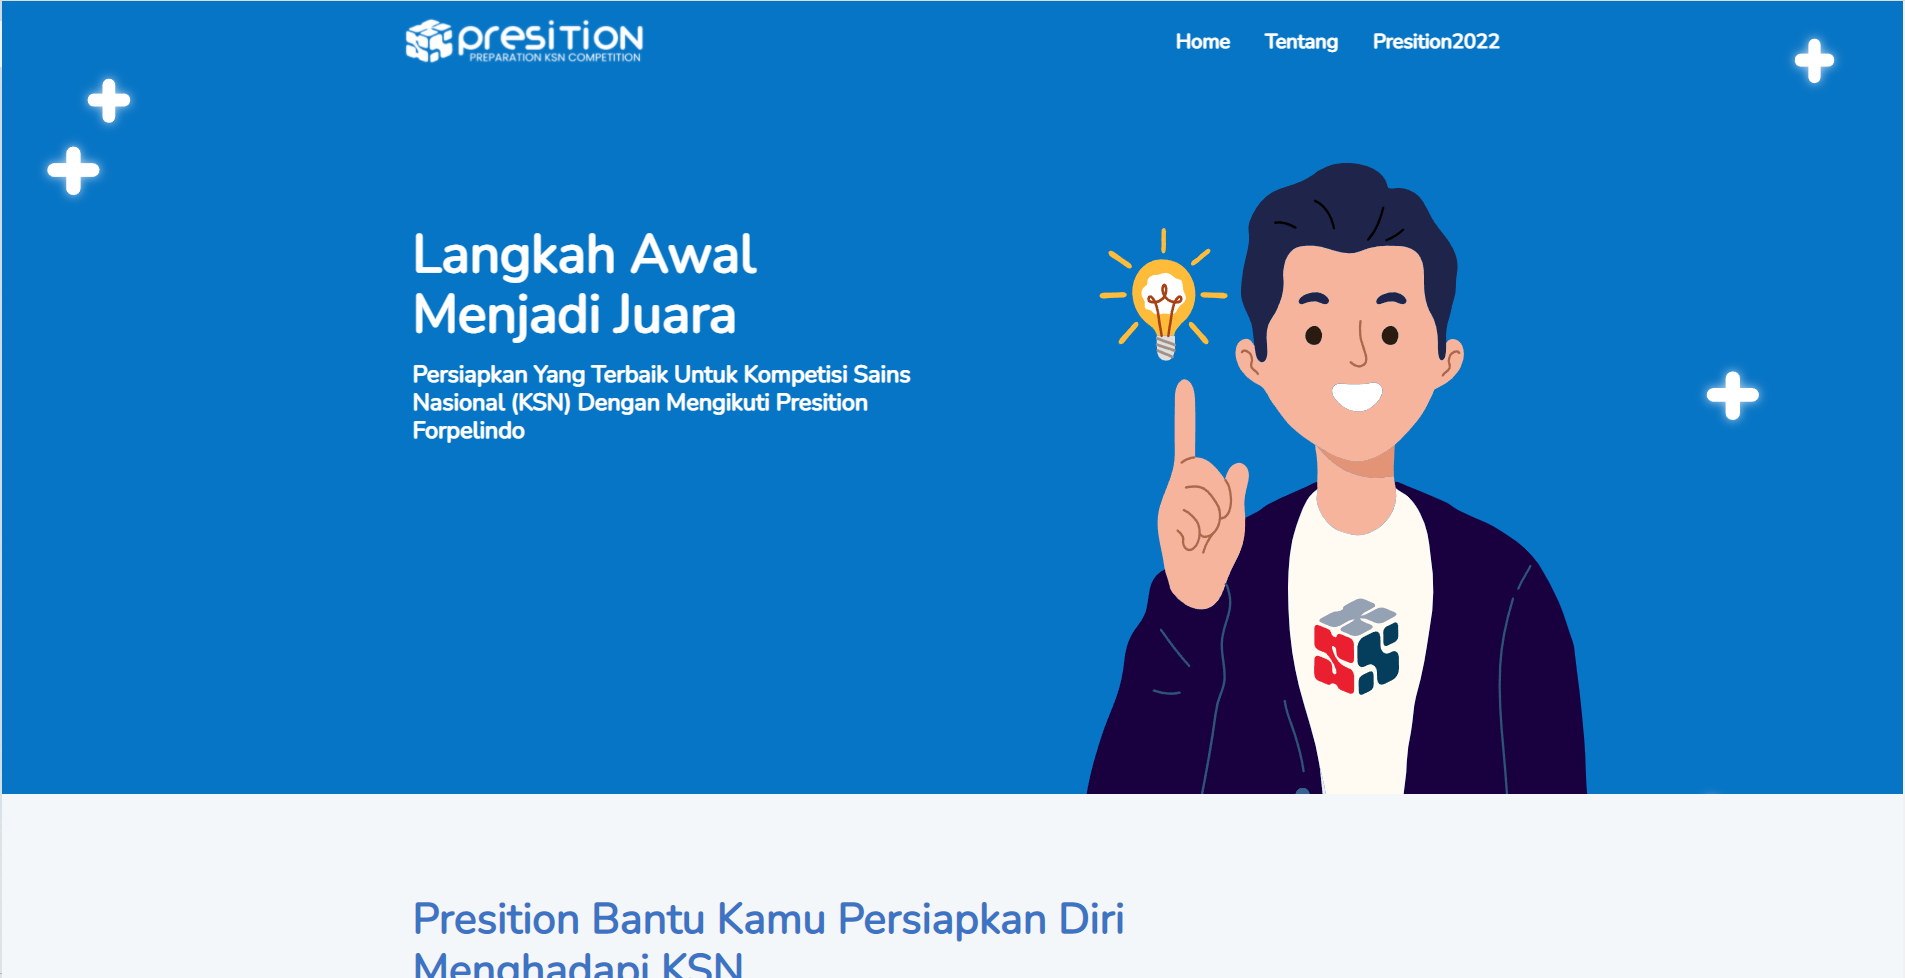 presition
PREPARATION KSN COMPETITION
Home
Tentang
Presition2022
Langkah Awal
Menjadi Juara
Persiapkan Yang Terbaik Untuk Kompetisi Sains
Nasional (KSN) Dengan Mengikuti Presition
Forpelindo
Presition Bantu Kamu Persiapkan Diri
Menghadapi KSN